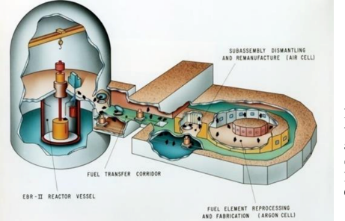 SUBASSEMBLY DISMANTLING
AND REMANUFACTURE (AIR CELL)
FUEL TRANSFER CORRIDOR
EBR-II REACTOR VESSEL
FUEL ELEMENT REPROCESSING
AND FABRICATION (ARGON CELL)